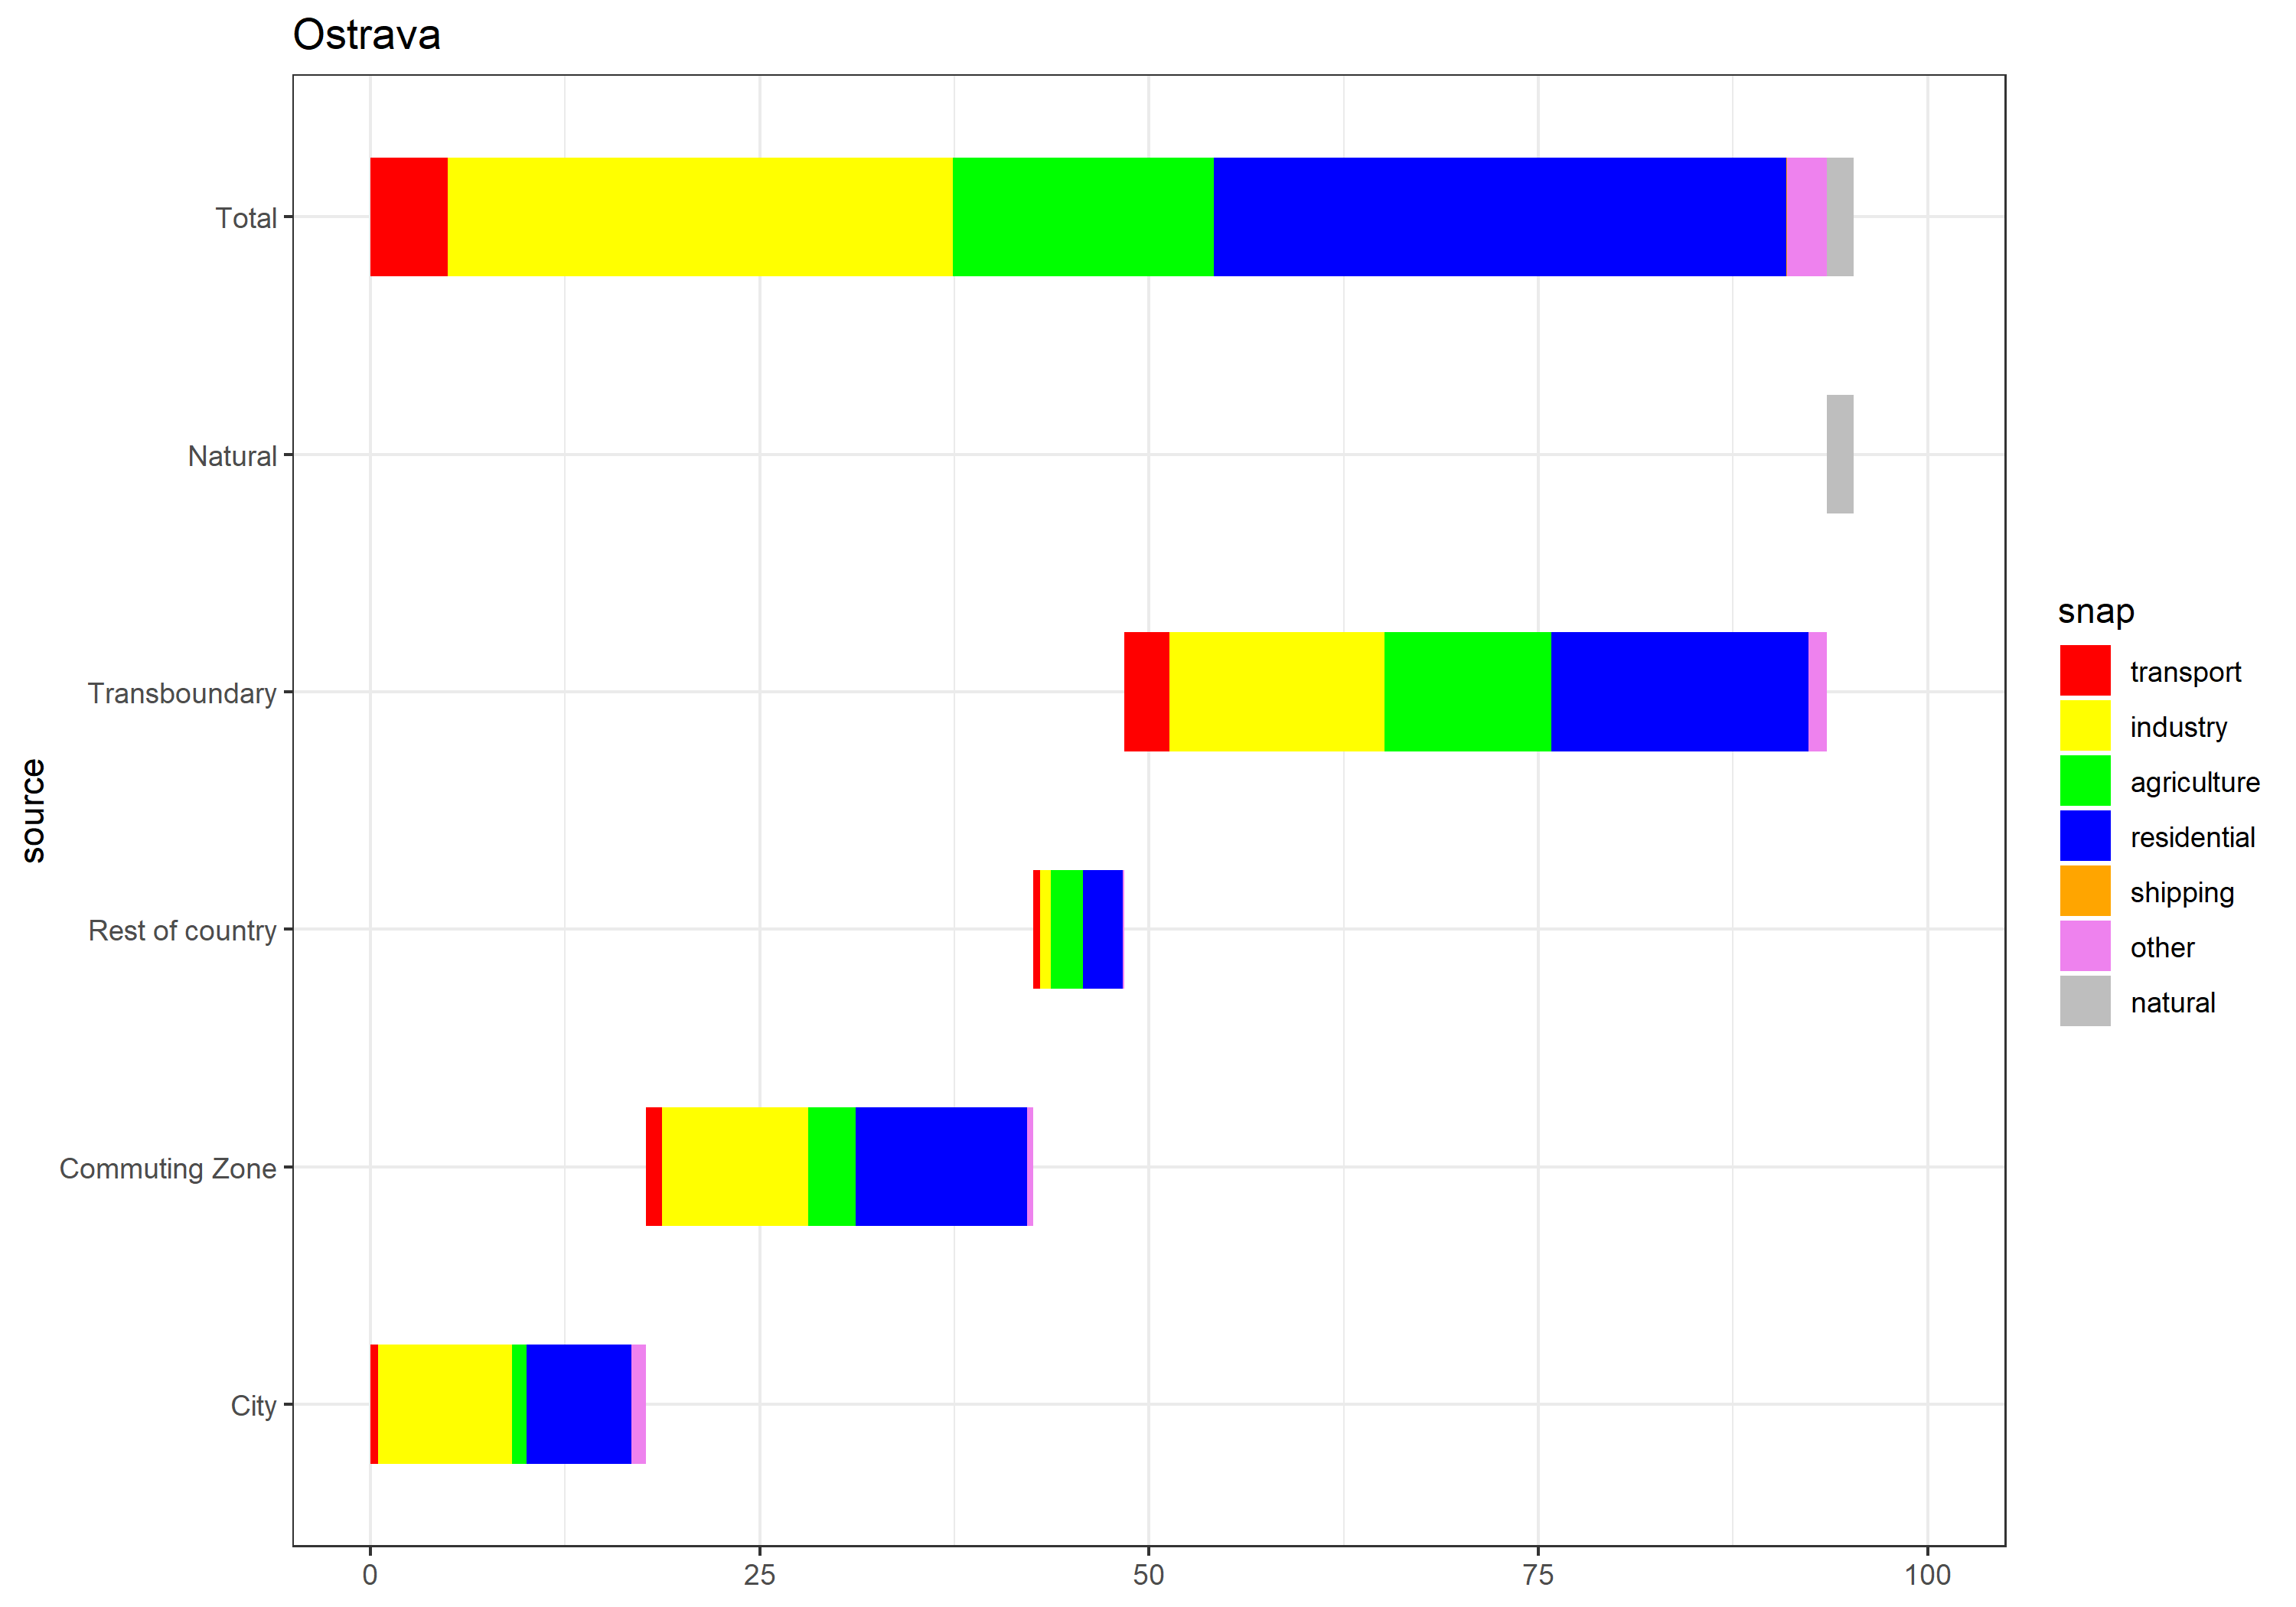 Ostrava
Total
Natural
Transboundary
Rest of country
Commuting Zone
City
source
0 25 50 75 100
snap
transport
industry
agriculture
residential
shipping
other
natural